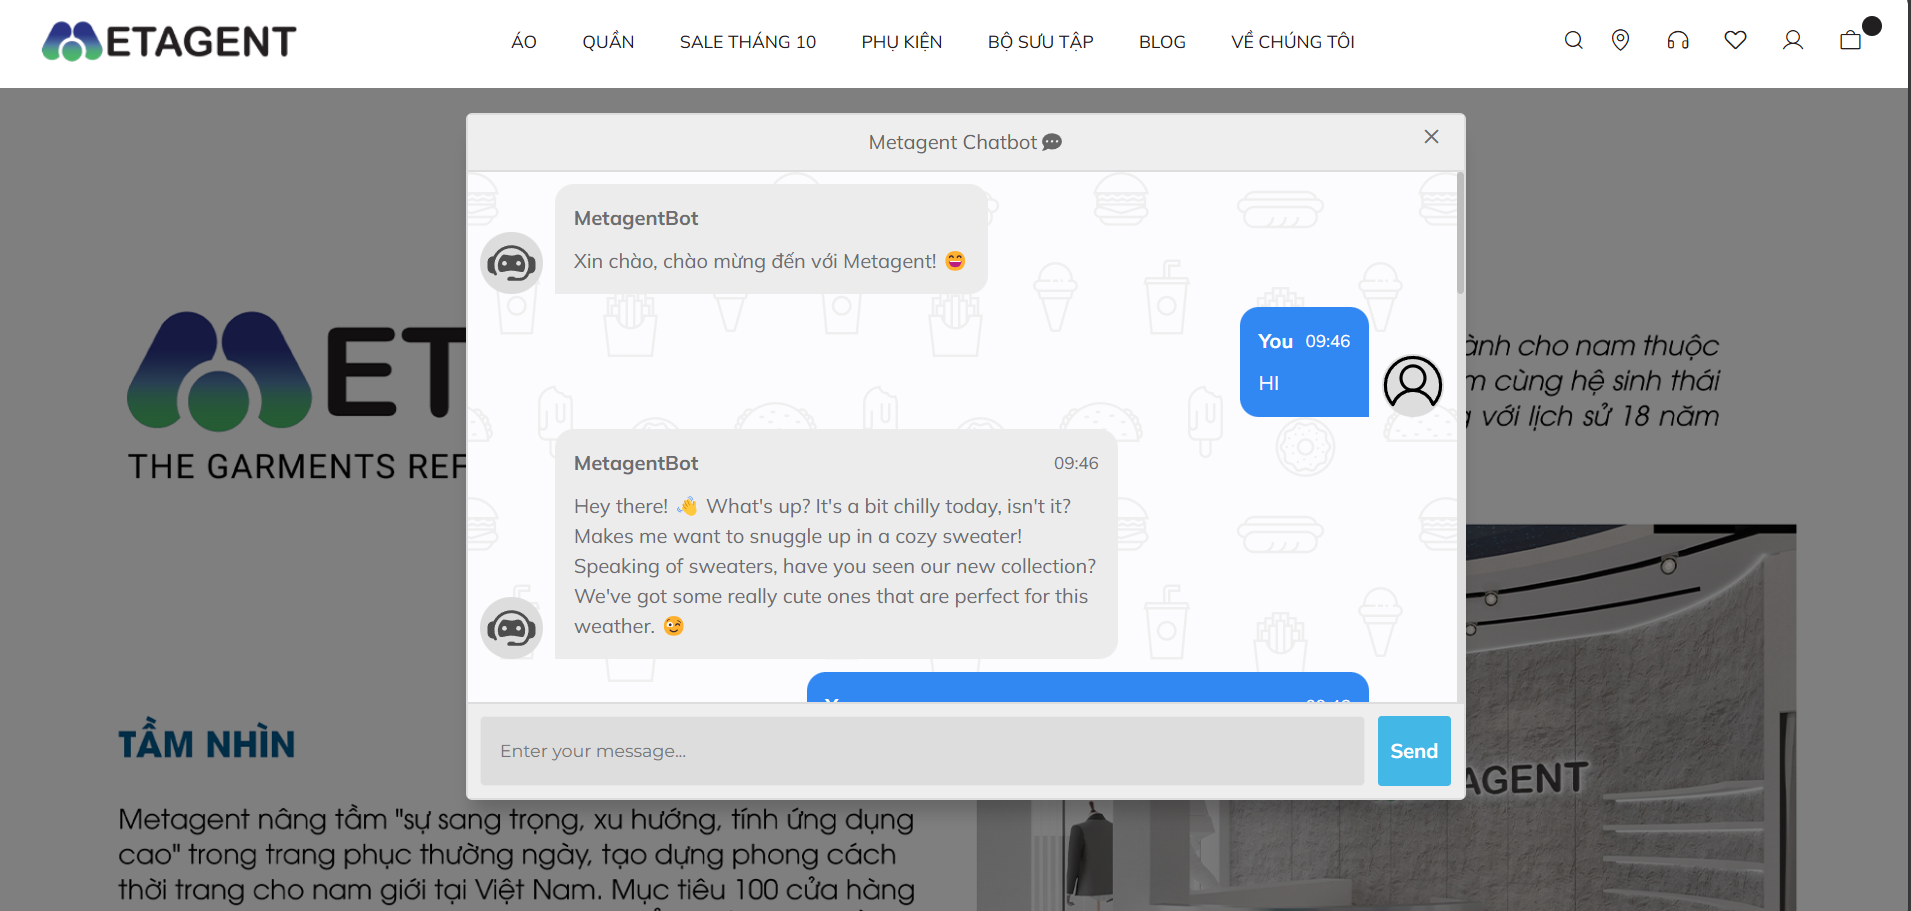 METAGENT
ÁO QUẦN SALE THÁNG 10 PHỤ KIỆN BỘ SƯU TẬP BLOG VỀ CHÚNG TÔI
Metagent Chatbot
MetagentBot
Xin chào, chào mừng đến với Metagent! 😄
You 09:46
HI
MetagentBot 09:46
Hey there! 👋 What's up? It's a bit chilly today, isn't it?
Makes me want to snuggle up in a cozy sweater!
Speaking of sweaters, have you seen our new collection?
We've got some really cute ones that are perfect for this
weather. 😉
Enter your message...
Send
THE GARMENTS
cho nam thuộc
cùng hệ sinh thái
với lịch sử 18 năm
TẦM NHÌN
Metagent nâng tầm "sự sang trọng, xu hướng, tính ứng dụng
cao" trong trang phục thường ngày, tạo dựng phong cách
thời trang cho nam giới tại Việt Nam. Mục tiêu 100 cửa hàng